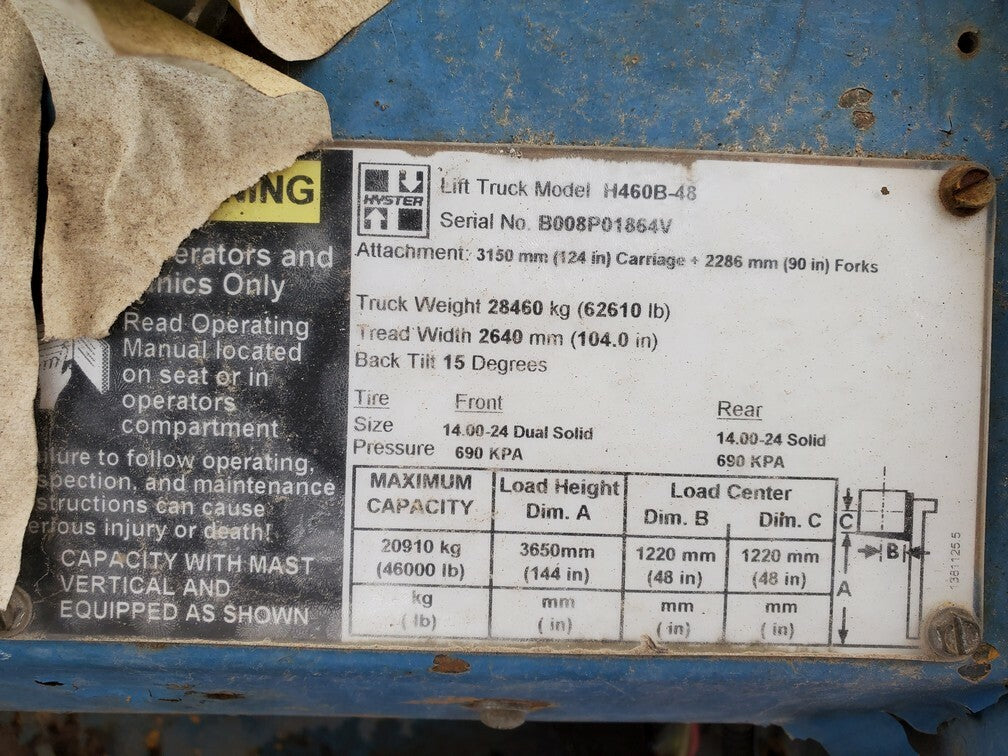 NING
erators and
nics Only
Read Operating
Manual located
on seat or in
operators
compartment
lure to follow operating,
spection, and maintenance
structions can cause
erious injury or death!
CAPACITY WITH MAST
VERTICAL AND
EQUIPPED AS SHOWN
HYSTER
Lift Truck Model H460B-48
Serial No. B008P01864V
Attachment: 3150 mm (124 in) Carriage + 2286 mm (90 in) Forks
Truck Weight 28460 kg (62610 lb)
Tread Width 2640 mm (104.0 in)
Back Tilt 15 Degrees
Tire Front Rear
Size 14.00-24 Dual Solid 14.00-24 Solid
Pressure 690 KPA 690 KPA
MAXIMUM CAPACITY Load Height Dim. A Load Center Dim. B Dim. C
20910 kg 3650mm 1220 mm 1220 mm
(46000 lb) (144 in) (48 in) (48 in)
kg mm mm mm
( lb) ( in) ( in) ( in)
C
B
A
1381125.5